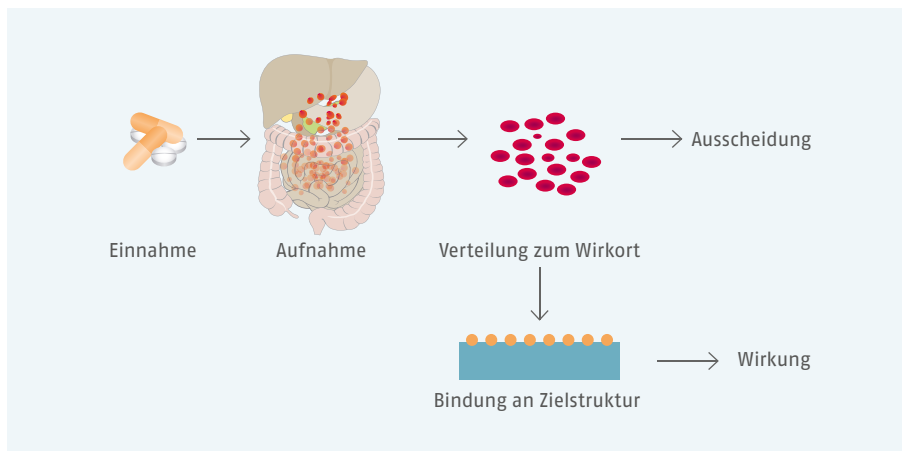 Ausscheidung
Einnahme
Aufnahme
Verteilung zum Wirkort
Wirkung
Bindung an Zielstruktur